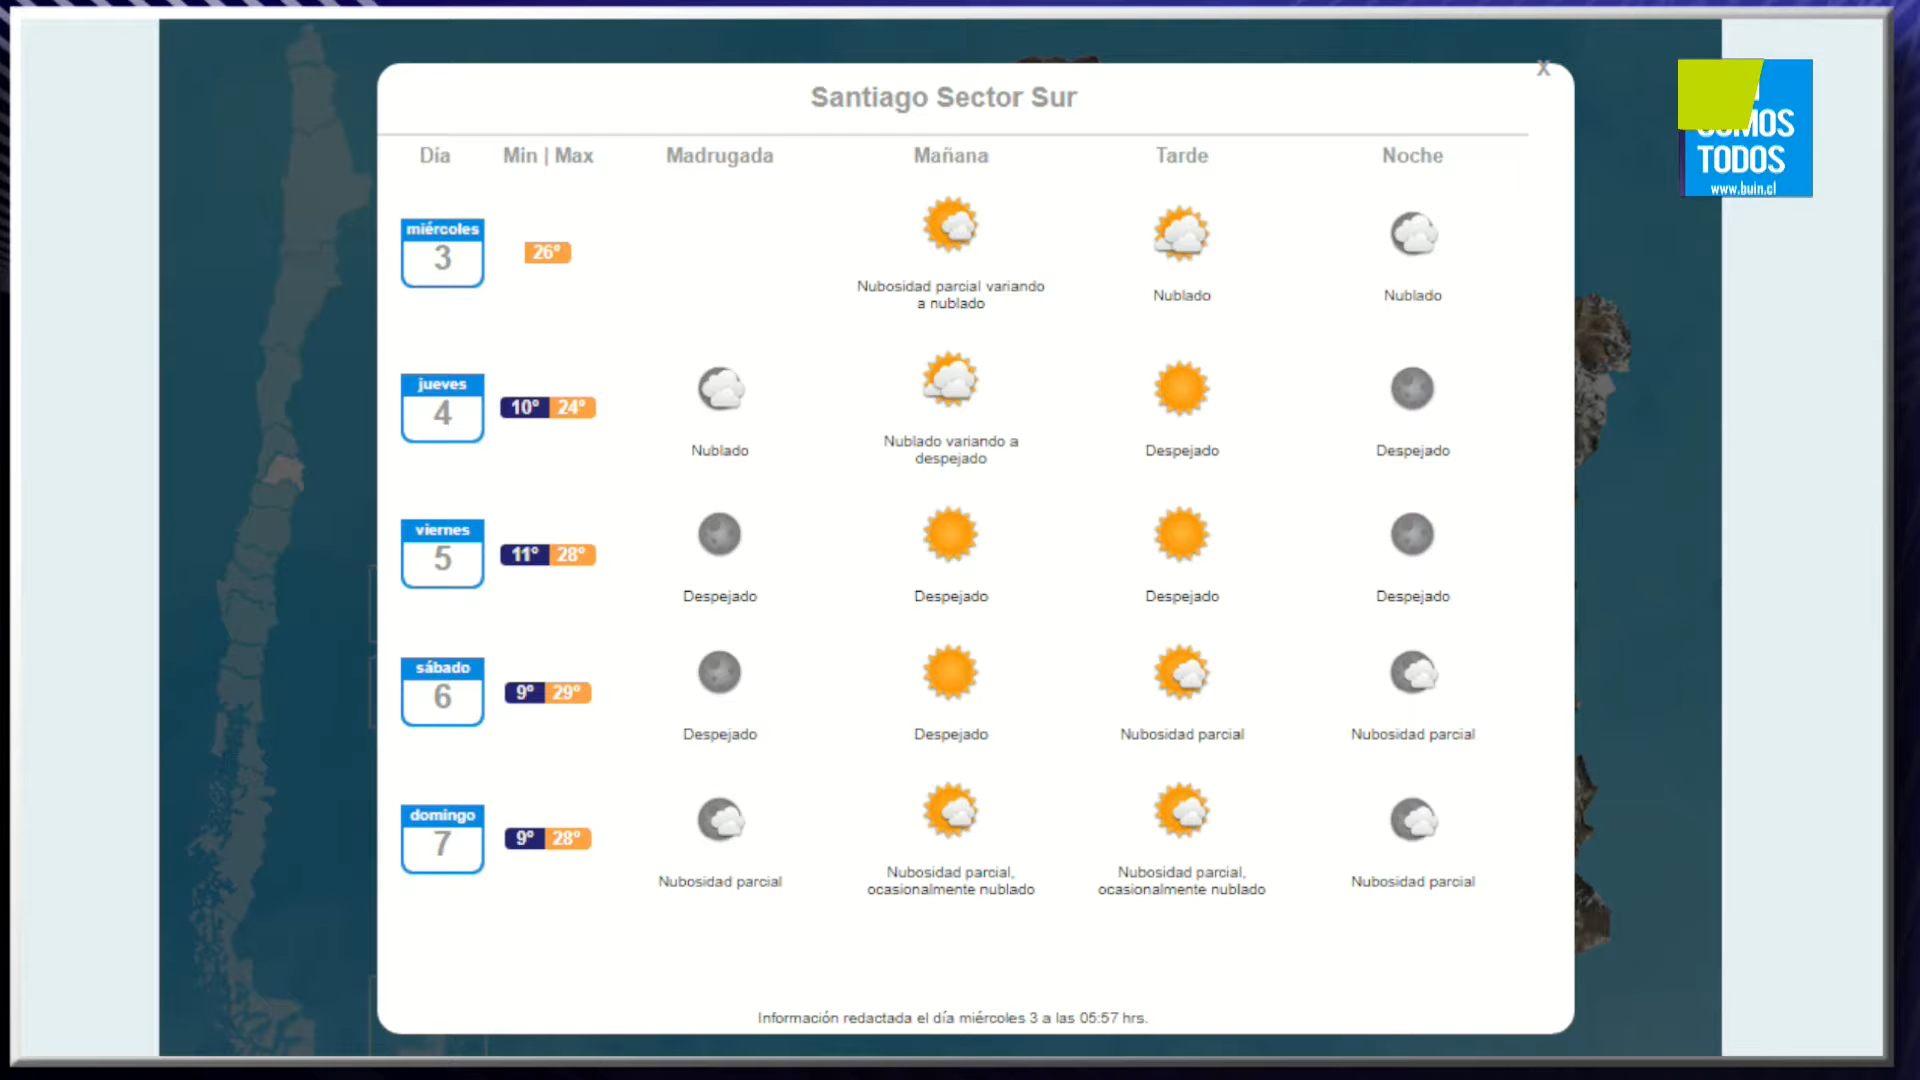 Santiago Sector Sur
X
Día Min | Max Madrugada Mañana Tarde Noche
miércoles
3
26°
Nubosidad parcial variando
a nublado
Nublado
Nublado
jueves
4
10° 24°
Nublado
Nublado variando a
despejado
Despejado
Despejado
viernes
5
11° 28°
Despejado
Despejado
Despejado
Despejado
sábado
6
9° 29°
Despejado
Despejado
Nubosidad parcial
Nubosidad parcial
domingo
7
9° 28°
Nubosidad parcial
Nubosidad parcial,
ocasionalmente nublado
Nubosidad parcial,
ocasionalmente nublado
Nubosidad parcial
Información redactada el día miércoles 3 a las 05:57 hrs.
TODOS
www.buin.cl